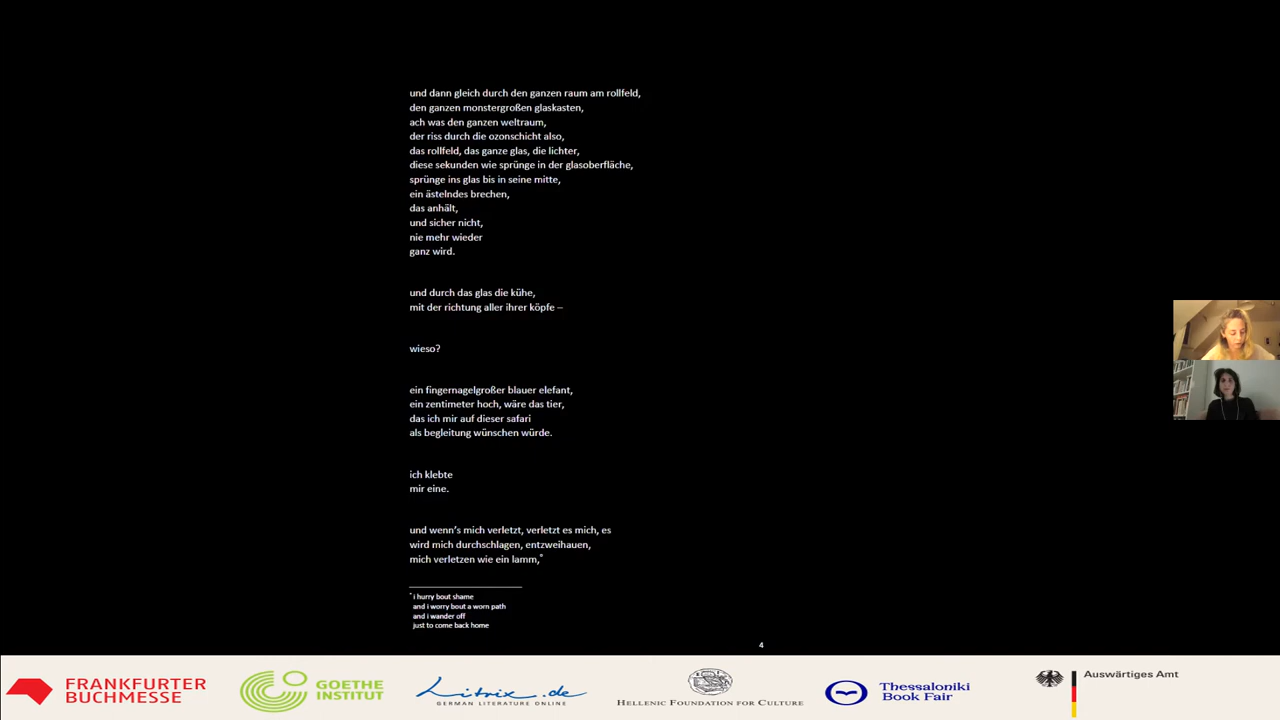 und dann gleich durch den ganzen raum am rollfeld,
den ganzen monstergroßen glaskasten,
ach was den ganzen weltraum,
der riss durch die ozonschicht also,
das rollfeld, das ganze glas, die lichter,
diese sekunden wie sprünge in der glasoberfläche,
sprünge ins glas bis in seine mitte,
ein ästelndes brechen,
das anhält,
und sicher nicht,
nie mehr wieder
ganz wird.
und durch das glas die kühe,
mit der richtung aller ihrer köpfe –
wieso?
ein fingernagelgroßer blauer elefant,
ein zentimeter hoch, wäre das tier,
das ich mir auf dieser safari
als begleitung wünschen würde.
ich klebte
mir eine.
und wenn's mich verletzt, verletzt es mich, es
wird mich durchschlagen, entzweihauen,
mich verletzen wie ein lamm,*
* i hurry bout shame
and i worry bout a worn path
and i wander off
just to come back home
4
FRANKFURTER
BUCHMESSE
GOETHE
INSTITUT
Litrix.de
GERMAN LITERATURE ONLINE
HELLENIC FOUNDATION FOR CULTURE
Thessaloniki
Book Fair
Auswärtiges Amt